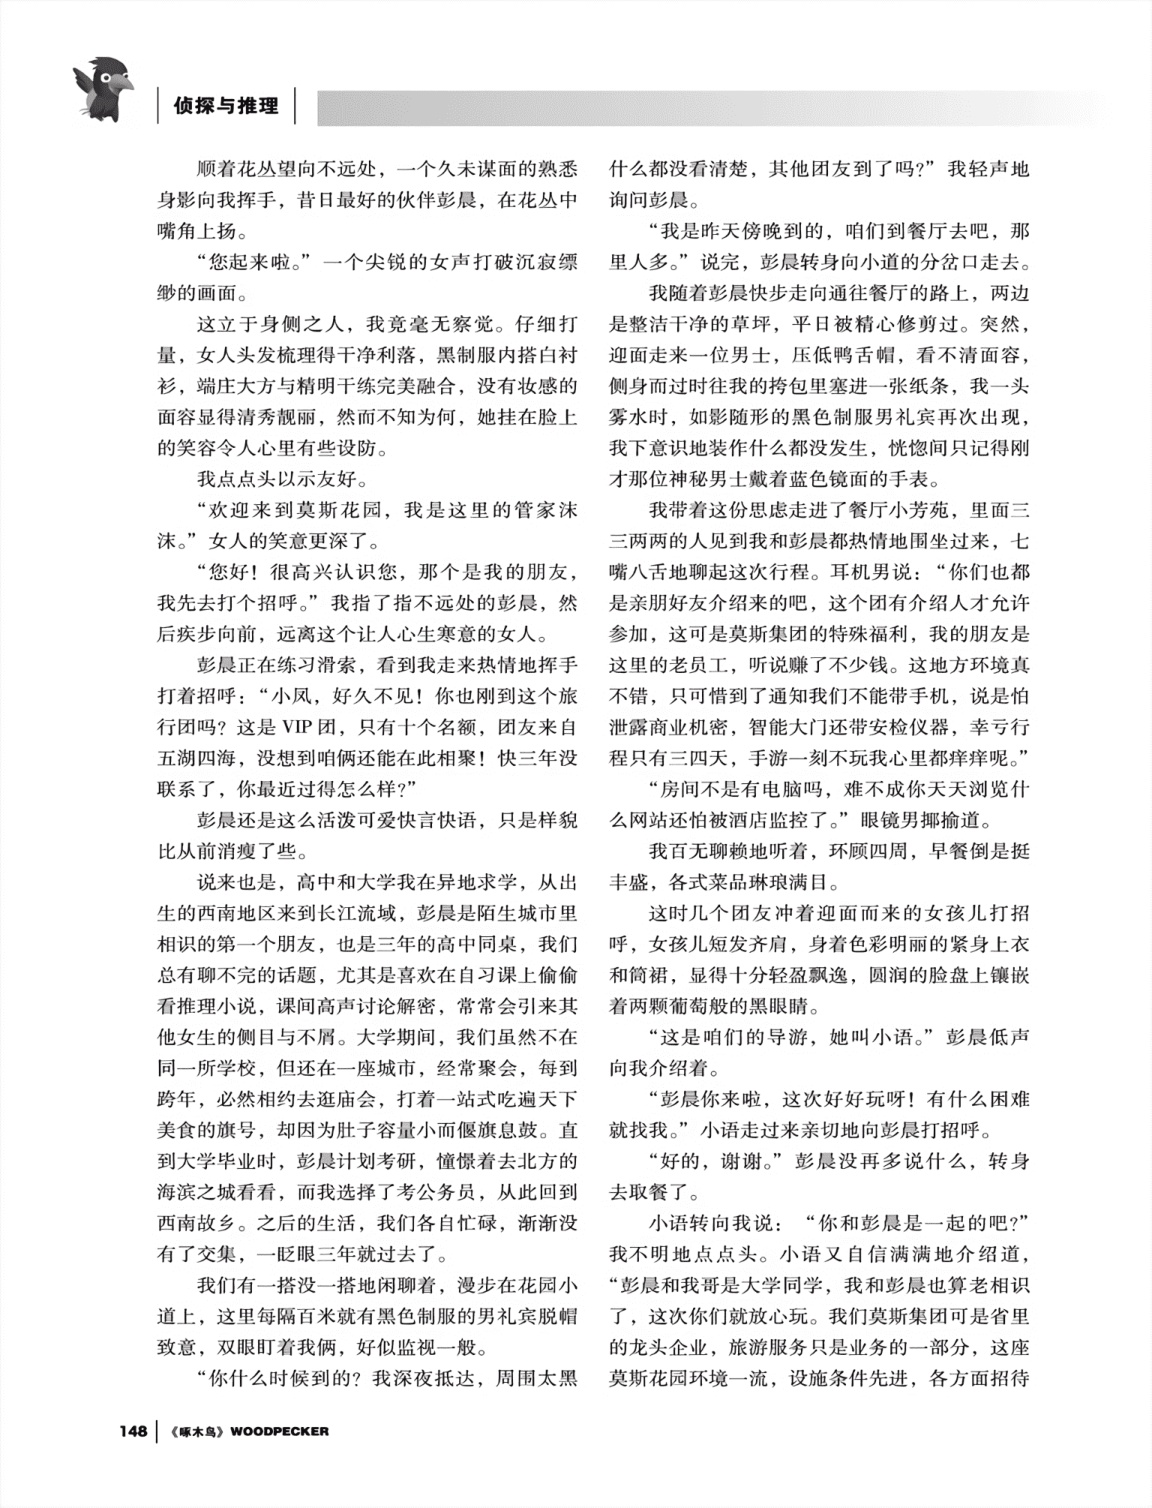 侦探与推理
顺着花丛望向不远处，一个久未谋面的熟悉
身影向我挥手，昔日最好的伙伴彭晨，在花丛中
嘴角上扬。
“您起来啦。”一个尖锐的女声打破沉寂缥
缈的画面。
这立于身侧之人，我竟毫无察觉。仔细打
量，女人头发梳理得干净利落，黑制服内搭白衬
衫，端庄大方与精明干练完美融合，没有妆感的
面容显得清秀靓丽，然而不知为何，她挂在脸上
的笑容令人心里有些设防。
我点点头以示友好。
“欢迎来到莫斯花园，我是这里的管家沫
沫。”女人的笑意更深了。
“您好！很高兴认识您，那个是我的朋友，
我先去打个招呼。”我指了指不远处的彭晨，然
后疾步向前，远离这个让人心生寒意的女人。
彭晨正在练习滑索，看到我走来热情地挥手
打着招呼：“小凤，好久不见！你也刚到这个旅
行团吗？这是 VIP 团，只有十个名额，团友来自
五湖四海，没想到咱俩还能在此相聚！快三年没
联系了，你最近过得怎么样？”
彭晨还是这么活泼可爱快言快语，只是样貌
比从前消瘦了些。
说来也是，高中和大学我在异地求学，从出
生的西南地区来到长江流域，彭晨是陌生城市里
相识的第一个朋友，也是三年的高中同桌，我们
总有聊不完的话题，尤其是喜欢在自习课上偷偷
看推理小说，课间高声讨论解密，常常会引来其
他女生的侧目与不屑。大学期间，我们虽然不在
同一所学校，但还在一座城市，经常聚会，每到
跨年，必然相约去逛庙会，打着一站式吃遍天下
美食的旗号，却因为肚子容量小而偃旗息鼓。直
到大学毕业时，彭晨计划考研，憧憬着去北方的
海滨之城看看，而我选择了考公务员，从此回到
西南故乡。之后的生活，我们各自忙碌，渐渐没
有了交集，一眨眼三年就过去了。
我们有一搭没一搭地闲聊着，漫步在花园小
道上，这里每隔百米就有黑色制服的男礼宾脱帽
致意，双眼盯着我俩，好似监视一般。
“你什么时候到的？我深夜抵达，周围太黑
什么都没看清楚，其他团友到了吗？”我轻声地
询问彭晨。
“我是昨天傍晚到的，咱们到餐厅去吧，那
里人多。”说完，彭晨转身向小道的分岔口走去。
我随着彭晨快步走向通往餐厅的路上，两边
是整洁干净的草坪，平日被精心修剪过。突然，
迎面走来一位男士，压低鸭舌帽，看不清面容，
侧身而过时往我的挎包里塞进一张纸条，我一头
雾水时，如影随形的黑色制服男礼宾再次出现，
我下意识地装作什么都没发生，恍惚间只记得刚
才那位神秘男士戴着蓝色镜面的手表。
我带着这份思虑走进了餐厅小芳苑，里面三
三两两的人见到我和彭晨都热情地围坐过来，七
嘴八舌地聊起这次行程。耳机男说：“你们也都
是亲朋好友介绍来的吧，这个团有介绍人才允许
参加，这可是莫斯集团的特殊福利，我的朋友是
这里的老员工，听说赚了不少钱。这地方环境真
不错，只可惜到了通知我们不能带手机，说是怕
泄露商业机密，智能大门还带安检仪器，幸亏行
程只有三四天，手游一刻不玩我心里都痒痒呢。”
“房间不是有电脑吗，难不成你天天浏览什
么网站还怕被酒店监控了。”眼镜男揶揄道。
我百无聊赖地听着，环顾四周，早餐倒是挺
丰盛，各式菜品琳琅满目。
这时几个团友冲着迎面而来的女孩儿打招
呼，女孩儿短发齐肩，身着色彩明丽的紧身上衣
和筒裙，显得十分轻盈飘逸，圆润的脸盘上镶嵌
着两颗葡萄般的黑眼睛。
“这是咱们的导游，她叫小语。”彭晨低声
向我介绍着。
“彭晨你来啦，这次好好玩呀！有什么困难
就找我。”小语走过来亲切地向彭晨打招呼。
“好的，谢谢。”彭晨没再多说什么，转身
去取餐了。
小语转向我说：“你和彭晨是一起的吧？”
我不明地点点头。小语又自信满满地介绍道，
“彭晨和我哥是大学同学，我和彭晨也算老相识
了，这次你们就放心玩。我们莫斯集团可是省里
的龙头企业，旅游服务只是业务的一部分，这座
莫斯花园环境一流，设施条件先进，各方面招待
148 《啄木鸟》WOODPECKER